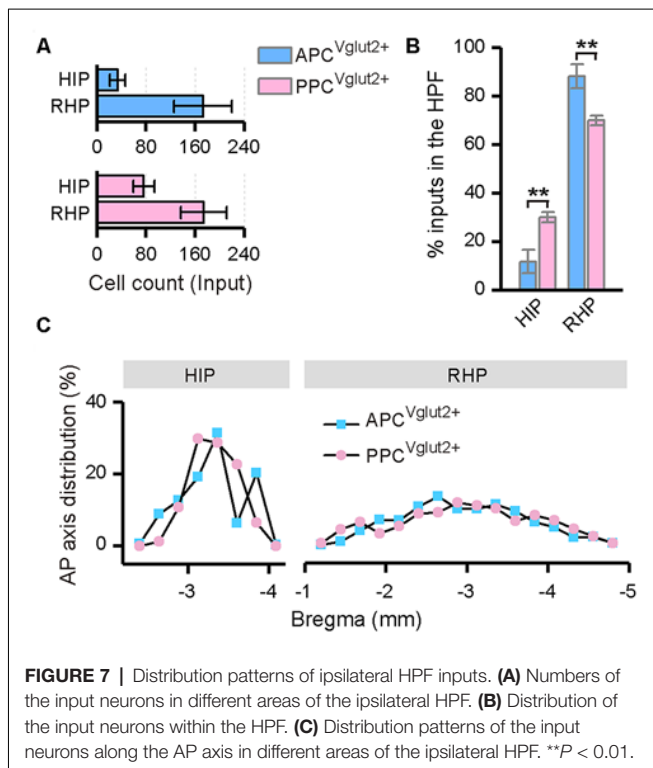 A
APC^Vglut2+
PPC^Vglut2+
HIP
RHP
0 80 160 240
HIP
RHP
0 80 160 240
Cell count (Input)
B
% inputs in the HPF
100
80
60
40
20
0
**
**
HIP
RHP
C
HIP
RHP
AP axis distribution (%)
40
20
0
APC^Vglut2+
PPC^Vglut2+
-3 -4
-1 -2 -3 -4 -5
Bregma (mm)
FIGURE 7 | Distribution patterns of ipsilateral HPF inputs. (A) Numbers of
the input neurons in different areas of the ipsilateral HPF. (B) Distribution of
the input neurons within the HPF. (C) Distribution patterns of the input
neurons along the AP axis in different areas of the ipsilateral HPF. **P < 0.01.